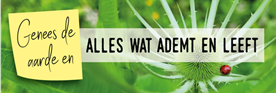 Genees de
aarde en
ALLES WAT ADEMT EN LEEFT